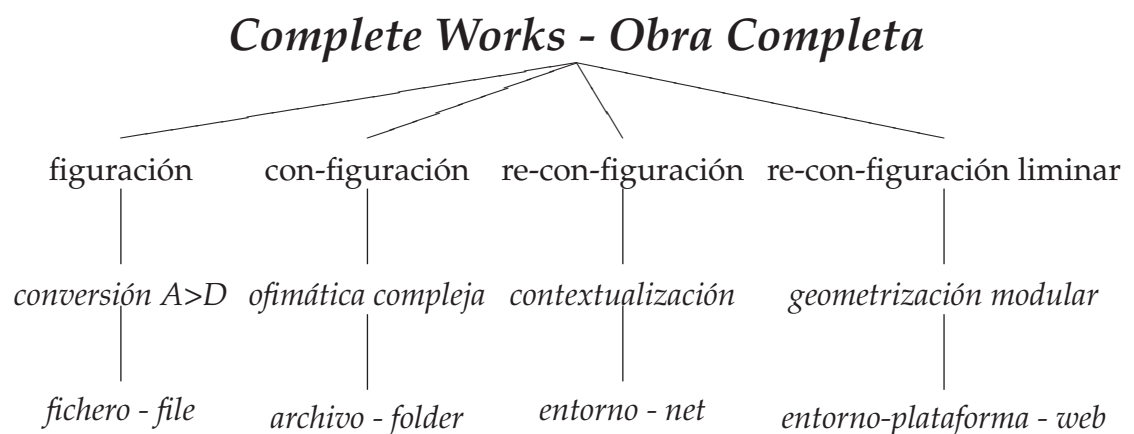 Complete Works - Obra Completa
figuración con-figuración re-con-figuración re-con-figuración liminar
conversión A>D ofimática compleja contextualización geometrización modular
fichero - file archivo - folder entorno - net entorno-plataforma - web